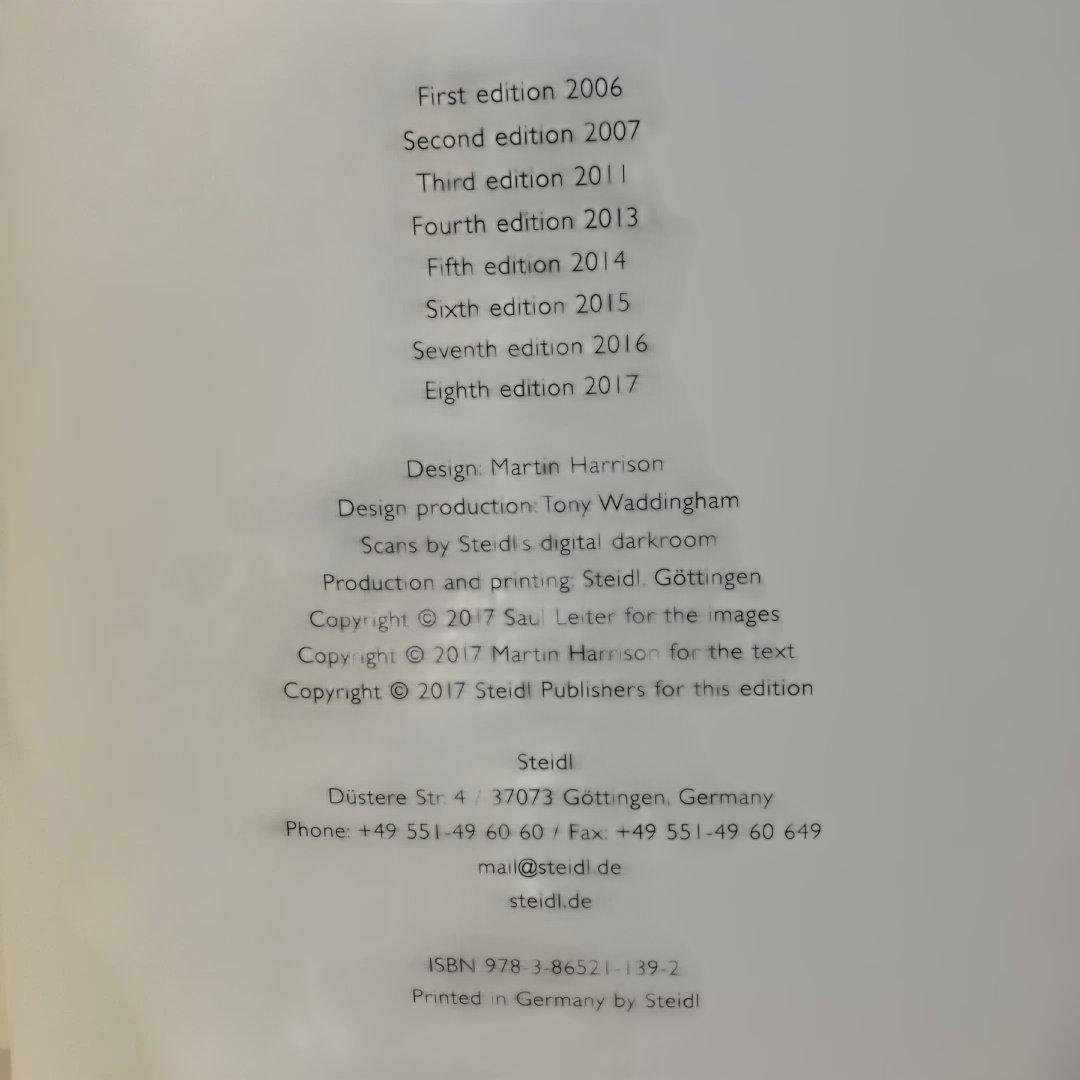 First edition 2006
Second edition 2007
Third edition 2011
Fourth edition 2013
Fifth edition 2014
Sixth edition 2015
Seventh edition 2016
Eighth edition 2017
Design: Martin Harrison
Design production: Tony Waddingham
Scans by Steidl's digital darkroom
Production and printing: Steidl, Göttingen
Copyright © 2017 Saul Leiter for the images
Copyright © 2017 Martin Harrison for the text
Copyright © 2017 Steidl Publishers for this edition
Steidl
Düstere Str. 4 / 37073 Göttingen, Germany
Phone: +49 551-49 60 60 / Fax: +49 551-49 60 649
mail@steidl.de
steidl.de
ISBN 978-3-86521-139-2
Printed in Germany by Steidl